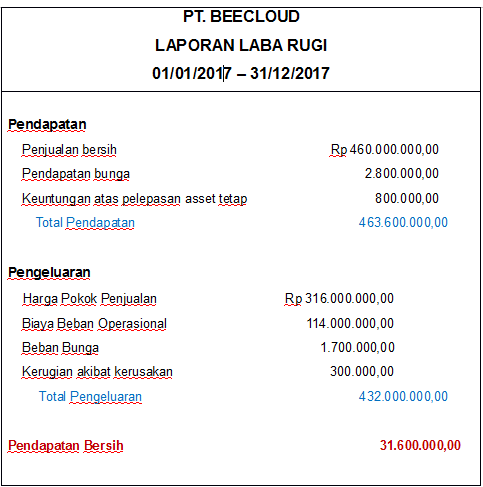 PT. BEECLOUD
LAPORAN LABA RUGI
01/01/2017 – 31/12/2017
Pendapatan
Penjualan bersih Rp 460.000.000,00
Pendapatan bunga 2.800.000,00
Keuntungan atas pelepasan asset tetap 800.000,00
Total Pendapatan 463.600.000,00
Pengeluaran
Harga Pokok Penjualan Rp 316.000.000,00
Biaya Beban Operasional 114.000.000,00
Beban Bunga 1.700.000,00
Kerugian akibat kerusakan 300.000,00
Total Pengeluaran 432.000.000,00
Pendapatan Bersih 31.600.000,00